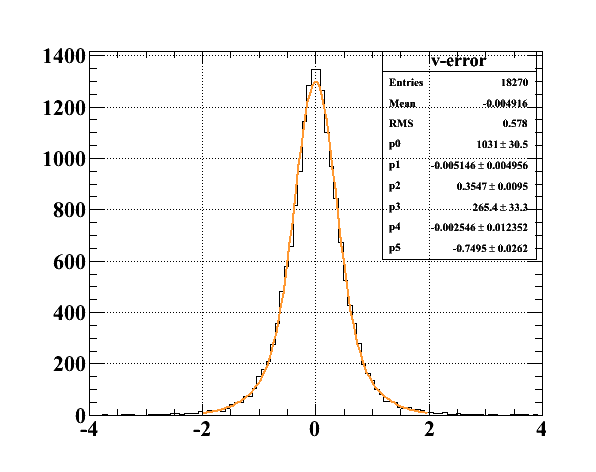 v-error
Entries 18270
Mean -0.004916
RMS 0.578
p0 1031 ± 30.5
p1 -0.005146 ± 0.004956
p2 0.3547 ± 0.0095
p3 265.4 ± 33.3
p4 -0.002546 ± 0.012352
p5 -0.7495 ± 0.0262
1400
1200
1000
800
600
400
200
0
-4 -2 0 2 4